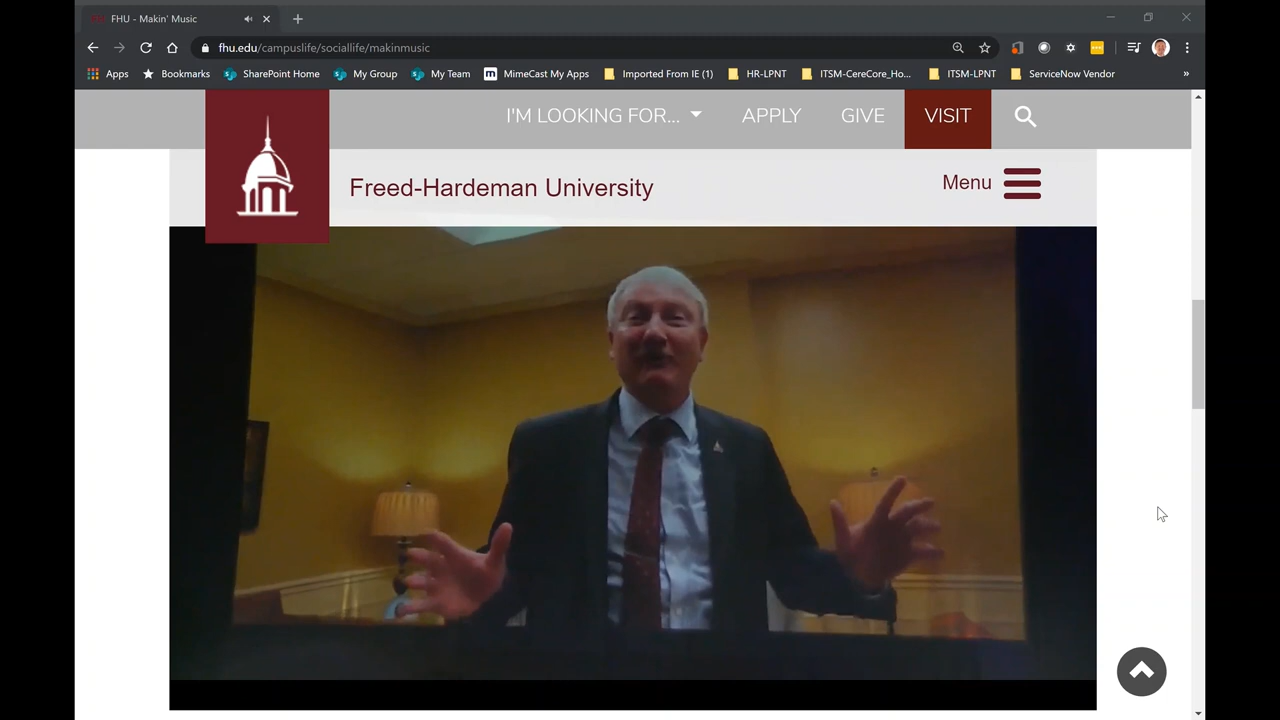 FHU - Makin' Music
fhu.edu/campuslife/sociallife/makinmusic
Apps Bookmarks SharePoint Home My Group My Team m MimeCast My Apps Imported From IE (1) HR-LPNT ITSM-CereCore_Ho... ITSM-LPNT ServiceNow Vendor »
I'M LOOKING FOR... APPLY GIVE VISIT
Freed-Hardeman University Menu